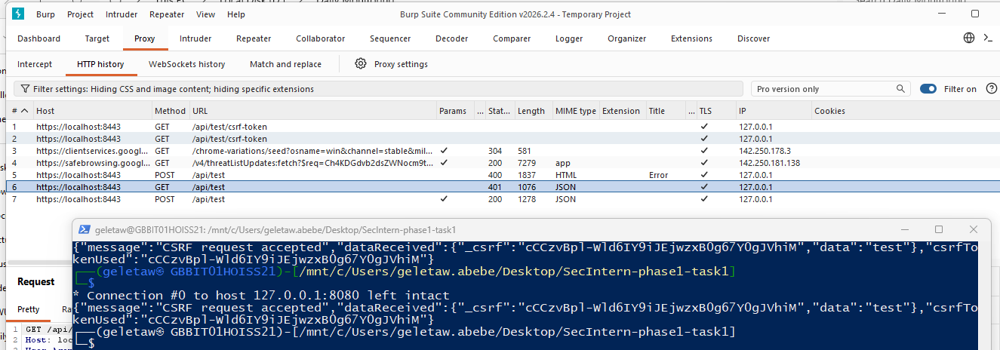 Burp Project Intruder Repeater View Help Burp Suite Community Edition v2026.2.4 - Temporary Project
Dashboard Target Proxy Intruder Repeater Collaborator Sequencer Decoder Comparer Logger Organizer Extensions Discover
Intercept HTTP history WebSockets history Match and replace Proxy settings
Filter settings: Hiding CSS and image content; hiding specific extensions Pro version only Filter on
# Host Method URL Params ... Stat... Length MIME type Extension Title ... TLS IP Cookies
1 https://localhost:8443 GET /api/test/csrf-token ✓ 127.0.0.1
2 https://localhost:8443 GET /api/test/csrf-token ✓ 127.0.0.1
3 https://clientservices.googl... GET /chrome-variations/seed?osname=win&channel=stable&mil... ✓ 304 581 ✓ 142.250.178.3
4 https://safebrowsing.googl... GET /v4/threatListUpdates:fetch?$req=Ch4KDGdvb2dsZWNocm9t... ✓ 200 7279 app ✓ 142.250.181.138
5 https://localhost:8443 POST /api/test 400 1837 HTML Error ✓ 127.0.0.1
6 https://localhost:8443 GET /api/test 401 1076 JSON ✓ 127.0.0.1
7 https://localhost:8443 POST /api/test ✓ 200 1278 JSON ✓ 127.0.0.1
geletaw@GBBIT01HOISS21: /mnt/c/Users/geletaw.abebe/Desktop/SecIntern-phase1-task1
{"message":"CSRF request accepted","dataReceived":{"_csrf":"cCCzvBpl-Wld6IY9iJEjwzxB0g67Y0gJVhiM","data":"test"},"csrfTo
kenUsed":"cCCzvBpl-Wld6IY9iJEjwzxB0g67Y0gJVhiM"}
┌──(geletaw㉿ GBBIT01HOISS21)-[/mnt/c/Users/geletaw.abebe/Desktop/SecIntern-phase1-task1]
└─$
* Connection #0 to host 127.0.0.1:8080 left intact
{"message":"CSRF request accepted","dataReceived":{"_csrf":"cCCzvBpl-Wld6IY9iJEjwzxB0g67Y0gJVhiM","data":"test"},"csrfTo
kenUsed":"cCCzvBpl-Wld6IY9iJEjwzxB0g67Y0gJVhiM"}
┌──(geletaw㉿ GBBIT01HOISS21)-[/mnt/c/Users/geletaw.abebe/Desktop/SecIntern-phase1-task1]
└─$
Request
Pretty
1 GET /api/
2 Host: